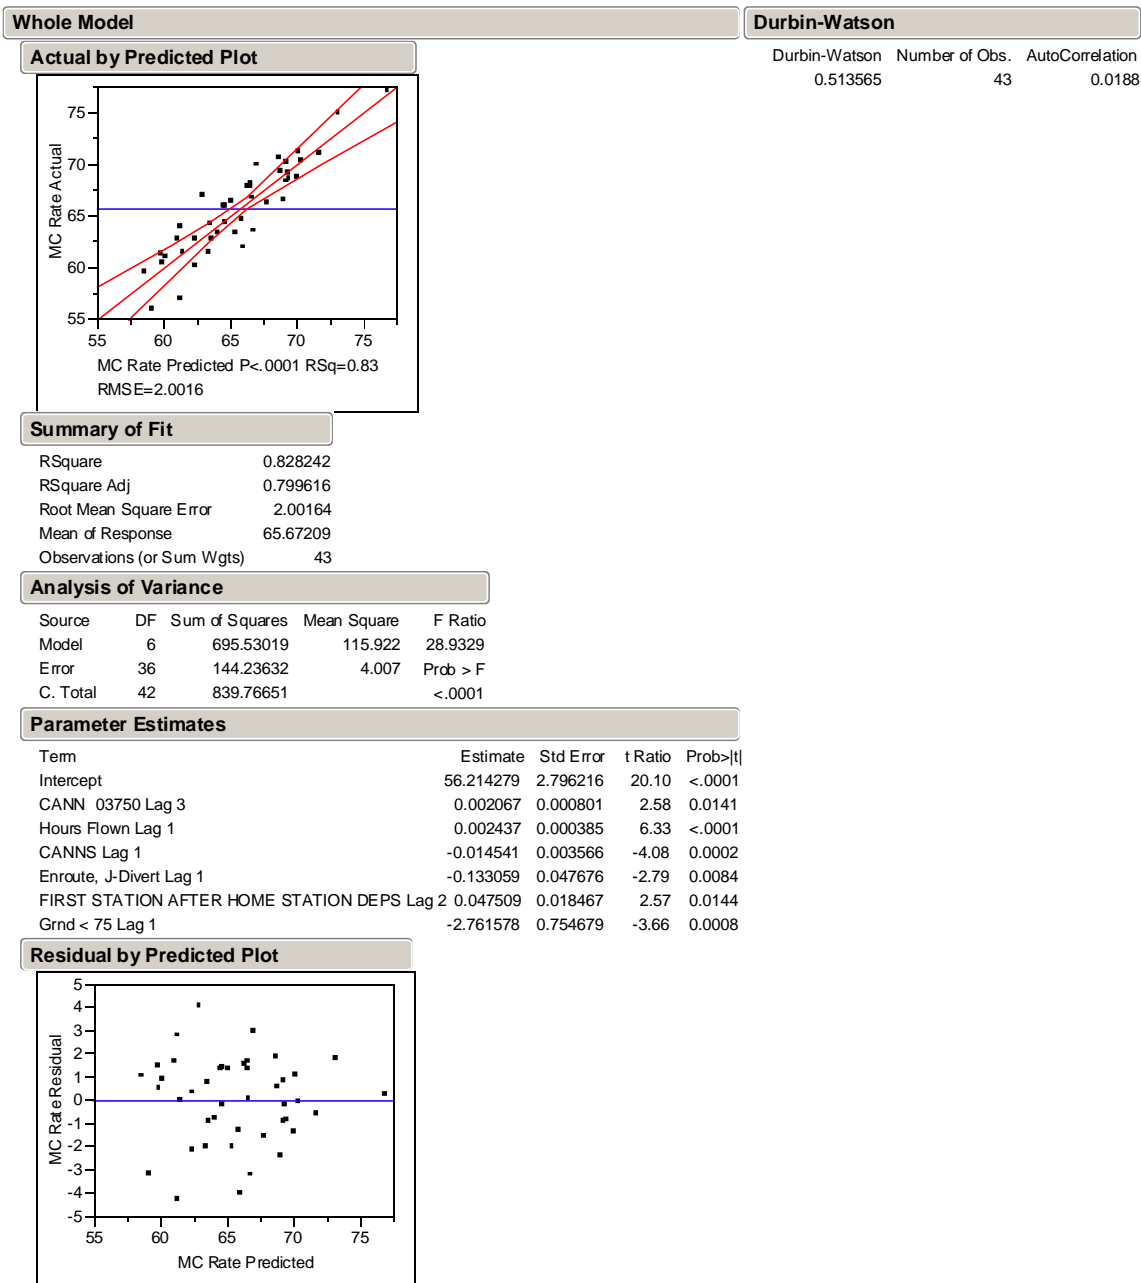 Whole Model
Actual by Predicted Plot
75
70
65
60
55
MC Rate Actual
55 60 65 70 75
MC Rate Predicted P<.0001 RSq=0.83
RMSE=2.0016
Summary of Fit
RSquare 0.828242
RSquare Adj 0.799616
Root Mean Square Error 2.00164
Mean of Response 65.67209
Observations (or Sum Wgts) 43
Analysis of Variance
Source DF Sum of Squares Mean Square F Ratio
Model 6 695.53019 115.922 28.9329
Error 36 144.23632 4.007 Prob > F
C. Total 42 839.76651 <.0001
Parameter Estimates
Term Estimate Std Error t Ratio Prob>|t|
Intercept 56.214279 2.796216 20.10 <.0001
CANN 03750 Lag 3 0.002067 0.000801 2.58 0.0141
Hours Flown Lag 1 0.002437 0.000385 6.33 <.0001
CANNS Lag 1 -0.014541 0.003566 -4.08 0.0002
Enroute, J-Divert Lag 1 -0.133059 0.047676 -2.79 0.0084
FIRST STATION AFTER HOME STATION DEPS Lag 2 0.047509 0.018467 2.57 0.0144
Grnd < 75 Lag 1 -2.761578 0.754679 -3.66 0.0008
Residual by Predicted Plot
5
4
3
2
1
0
-1
-2
-3
-4
-5
MC Rate Residual
55 60 65 70 75
MC Rate Predicted
Durbin-Watson
Durbin-Watson Number of Obs. AutoCorrelation
0.513565 43 0.0188